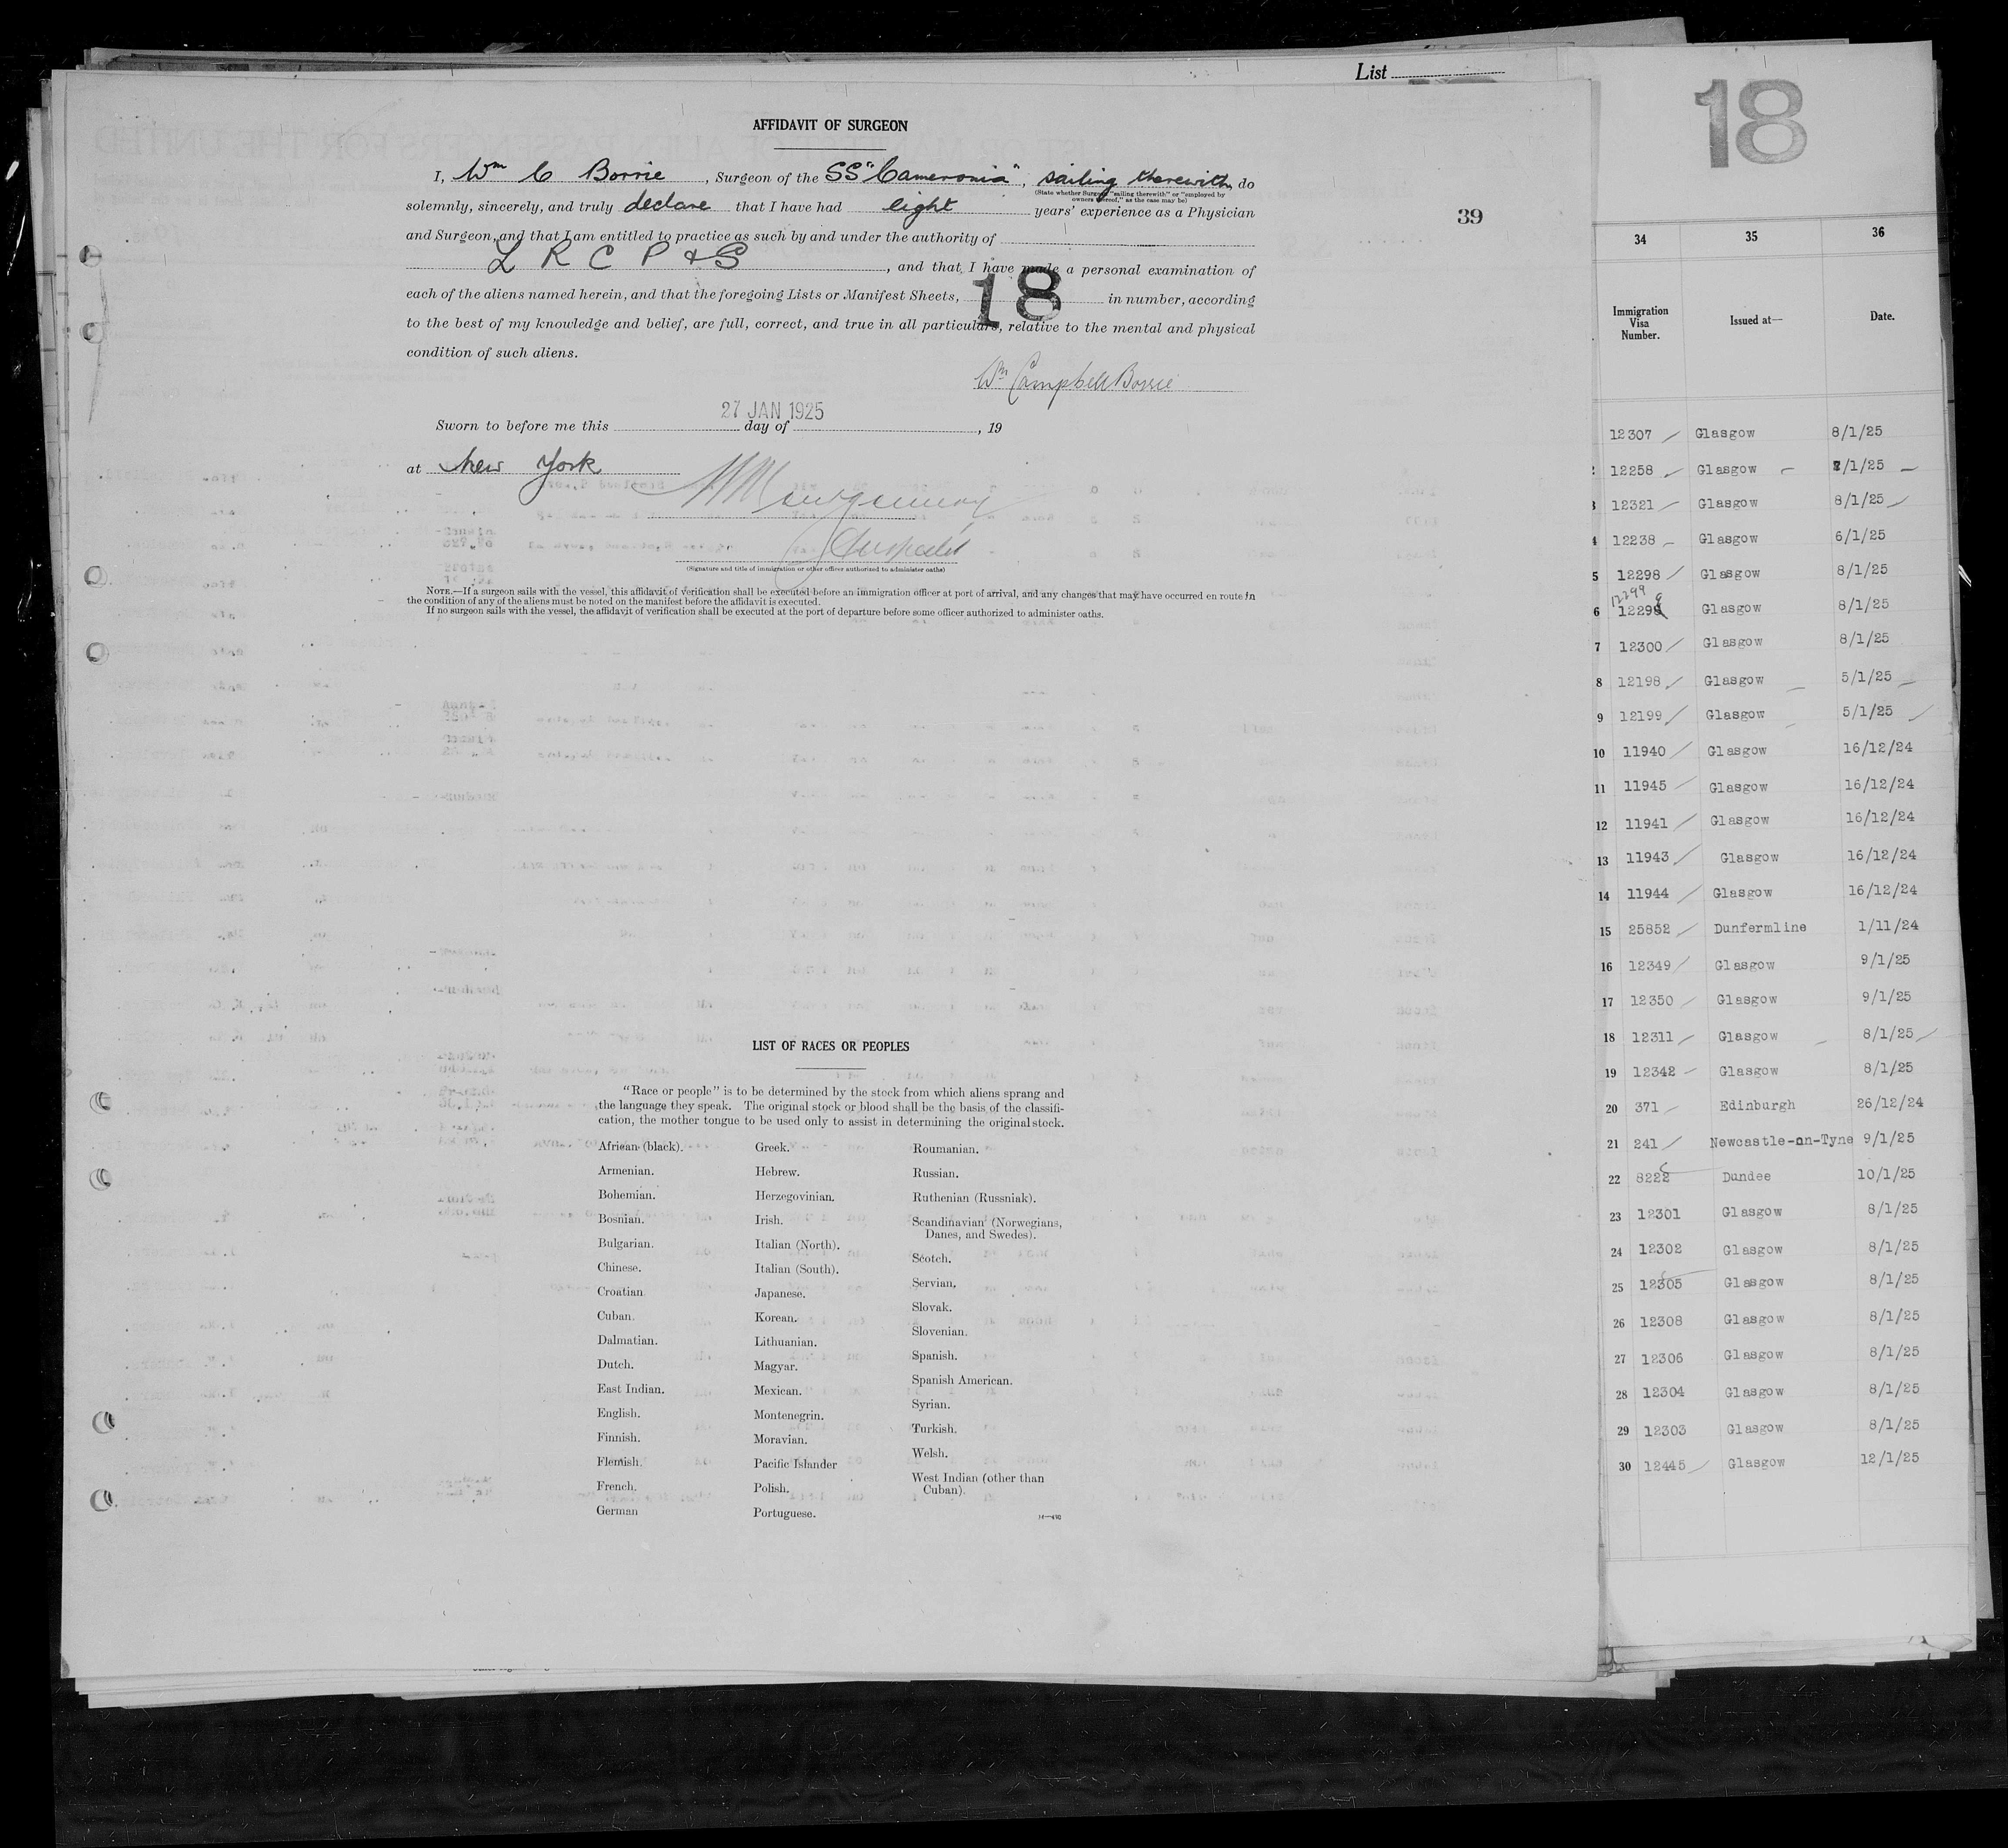 List
18
AFFIDAVIT OF SURGEON
I, Wm C Borrie, Surgeon of the SS "Cameronia", sailing therewith, do
(State whether Surgeon "sailing therewith" or "employed by
owners thereof," as the case may be)
solemnly, sincerely, and truly declare that I have had eight years' experience as a Physician
39
and Surgeon, and that I am entitled to practice as such by and under the authority of
L R C P & S, and that I have made a personal examination of
each of the aliens named herein, and that the foregoing Lists or Manifest Sheets, 18 in number, according
to the best of my knowledge and belief, are full, correct, and true in all particulars, relative to the mental and physical
condition of such aliens.
Wm Campbell Borrie
27 JAN 1925
Sworn to before me this day of , 19
at New York
(Signature and title of immigration or other officer authorized to administer oaths)
NOTE.—If a surgeon sails with the vessel, this affidavit of verification shall be executed before an immigration officer at port of arrival, and any changes that may have occurred en route in
the condition of any of the aliens must be noted on the manifest before the affidavit is executed.
If no surgeon sails with the vessel, the affidavit of verification shall be executed at the port of departure before some officer authorized to administer oaths.
LIST OF RACES OR PEOPLES
"Race or people" is to be determined by the stock from which aliens sprang and
the language they speak. The original stock or blood shall be the basis of the classifi-
cation, the mother tongue to be used only to assist in determining the original stock.
African (black).
Armenian.
Bohemian.
Bosnian.
Bulgarian.
Chinese.
Croatian
Cuban.
Dalmatian.
Dutch.
East Indian.
English.
Finnish.
Flemish.
French.
German
Greek.
Hebrew.
Herzegovinian.
Irish.
Italian (North).
Italian (South).
Japanese.
Korean.
Lithuanian.
Magyar.
Mexican.
Montenegrin.
Moravian.
Pacific Islander
Polish.
Portuguese.
Roumanian.
Russian.
Ruthenian (Russniak).
Scandinavian (Norwegians,
Danes, and Swedes).
Scotch.
Servian.
Slovak.
Slovenian.
Spanish.
Spanish American.
Syrian.
Turkish.
Welsh.
West Indian (other than
Cuban).
34 35 36
Immigration
Visa
Number.
Issued at—
Date.
12307 Glasgow 8/1/25
12258 Glasgow /1/25
3 12321 Glasgow 8/1/25
4 12238 Glasgow 6/1/25
5 12298 Glasgow 8/1/25
12299
6 12299 Glasgow 8/1/25
7 12300 Glasgow 8/1/25
8 12198 Glasgow 5/1/25
9 12199 Glasgow 5/1/25
10 11940 Glasgow 16/12/24
11 11945 Glasgow 16/12/24
12 11941 Glasgow 16/12/24
13 11943 Glasgow 16/12/24
14 11944 Glasgow 16/12/24
15 25852 Dunfermline 1/11/24
16 12349 Glasgow 9/1/25
17 12350 Glasgow 9/1/25
18 12311 Glasgow 8/1/25
19 12342 Glasgow 8/1/25
20 371 Edinburgh 26/12/24
21 241 Newcastle-on-Tyne 9/1/25
22 8222 Dundee 10/1/25
23 12301 Glasgow 8/1/25
24 12302 Glasgow 8/1/25
25 12305 Glasgow 8/1/25
26 12308 Glasgow 8/1/25
27 12306 Glasgow 8/1/25
28 12304 Glasgow 8/1/25
29 12303 Glasgow 8/1/25
30 12445 Glasgow 12/1/25